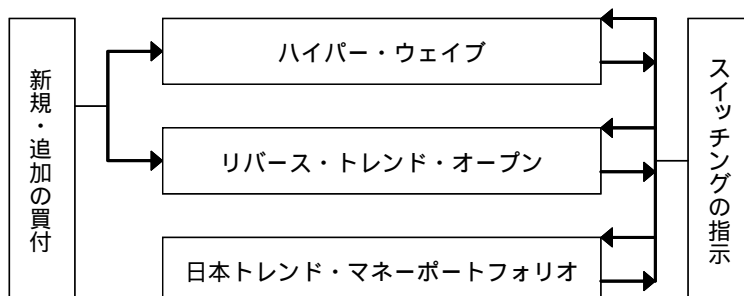 新規・追加の買付
ハイパー・ウェイブ
リバース・トレンド・オープン
日本トレンド・マネーポートフォリオ
スイッチングの指示